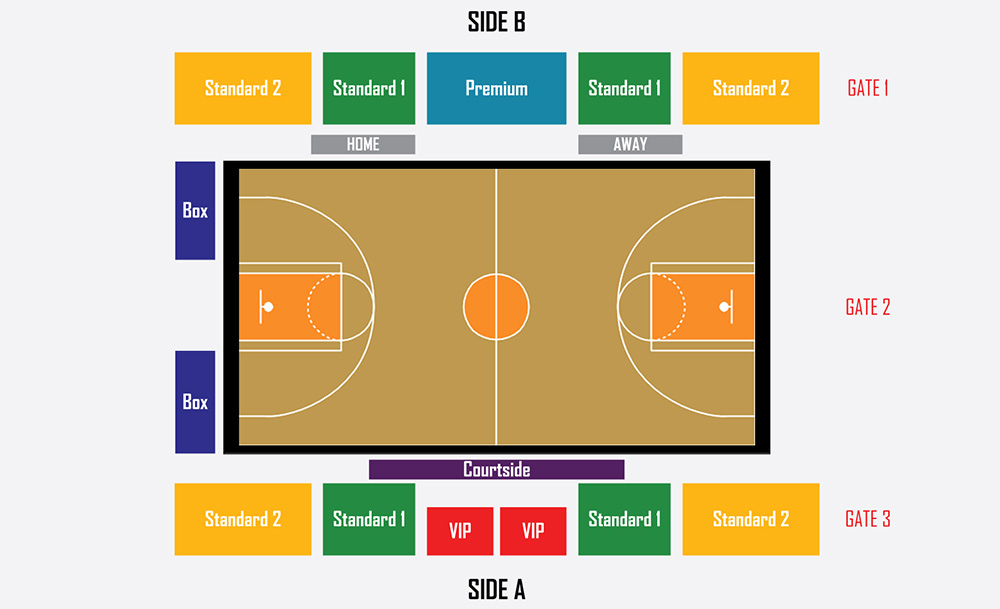 SIDE B
Standard 2 Standard 1 Premium Standard 1 Standard 2 GATE 1
HOME AWAY
Box
GATE 2
Box
Courtside
Standard 2 Standard 1 VIP VIP Standard 1 Standard 2 GATE 3
SIDE A